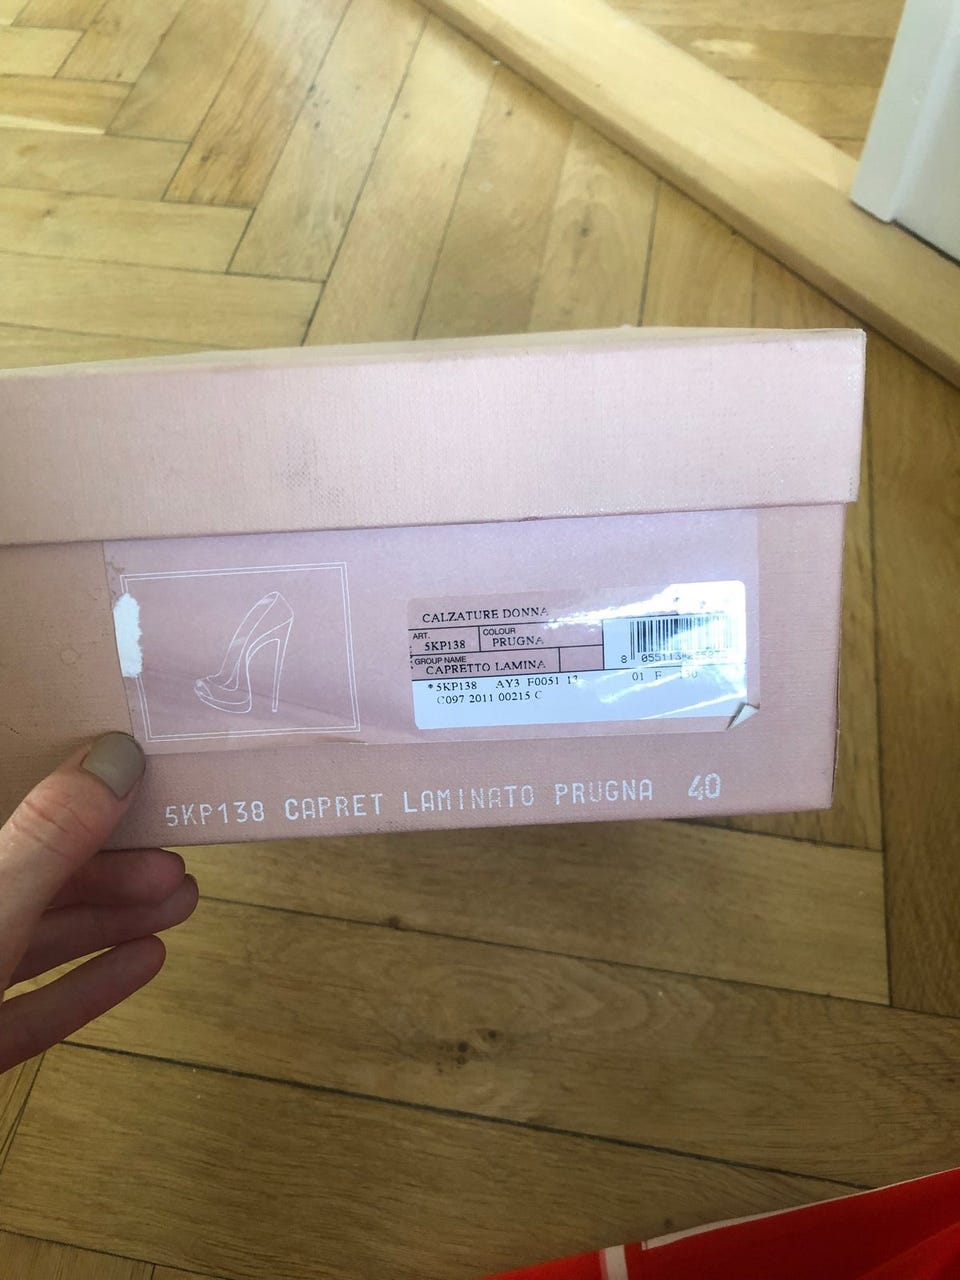 CALZATURE DONNA
ART. COLOUR
5KP138 PRUGNA
GROUP NAME
CAPRETTO LAMINA
*5KP138 AY3 F0051 01 F
C097 2011 00215 C
5KP138 CAPRET LAMINATO PRUGNA 40